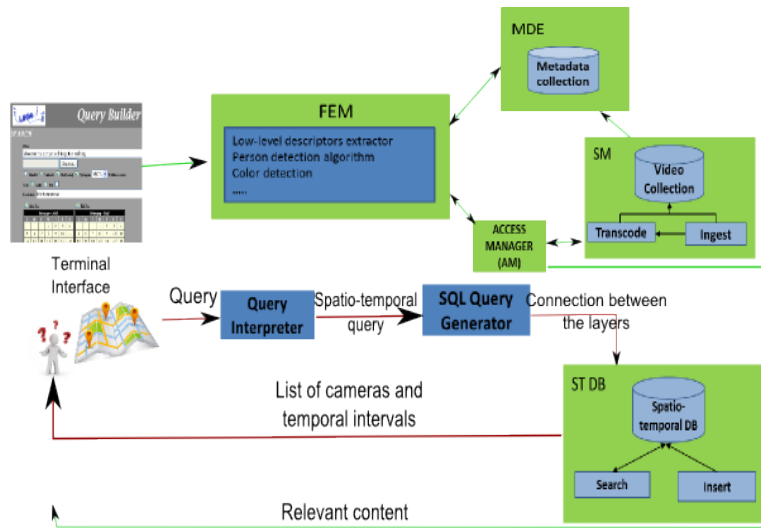 MDE
Metadata
collection
Query Builder
FEM
Low-level descriptors extractor
Person detection algorithm
Color detection
.....
SM
Video
Collection
Transcode
Ingest
ACCESS
MANAGER
(AM)
Terminal
Interface
Query
Query
Interpreter
Spatio-temporal
query
SQL Query
Generator
Connection between
the layers
List of cameras and
temporal intervals
ST DB
Spatio-
temporal DB
Search
Insert
Relevant content